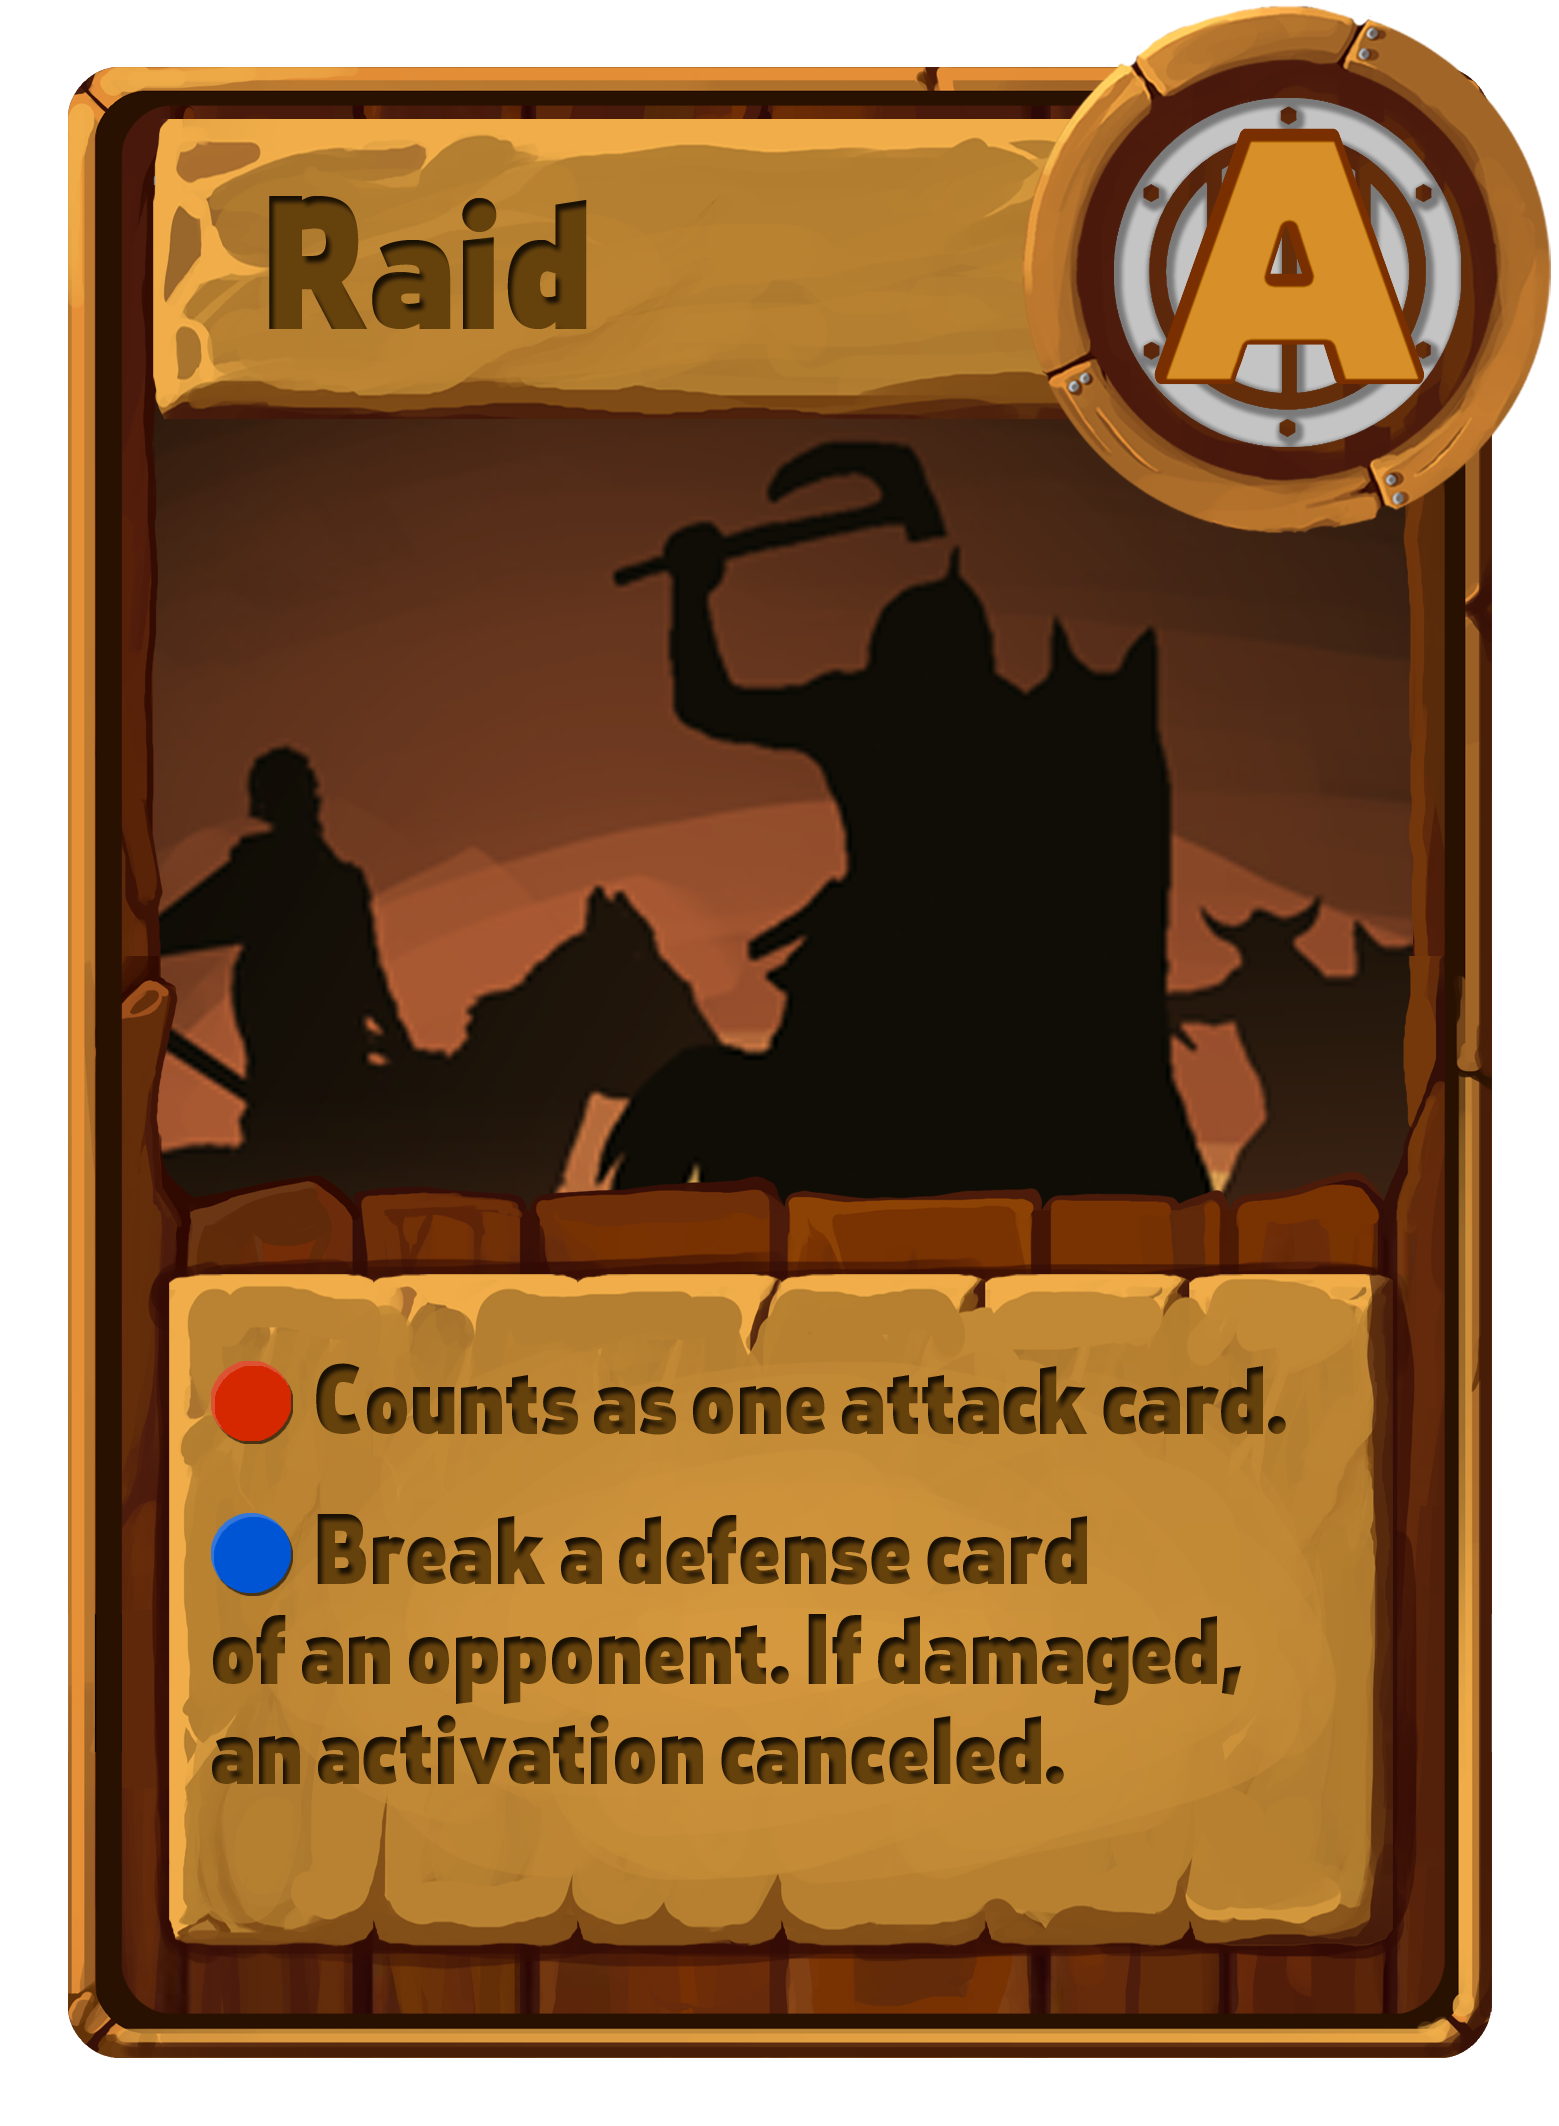 Raid
A
Counts as one attack card.
Break a defense card
of an opponent. If damaged,
an activation canceled.